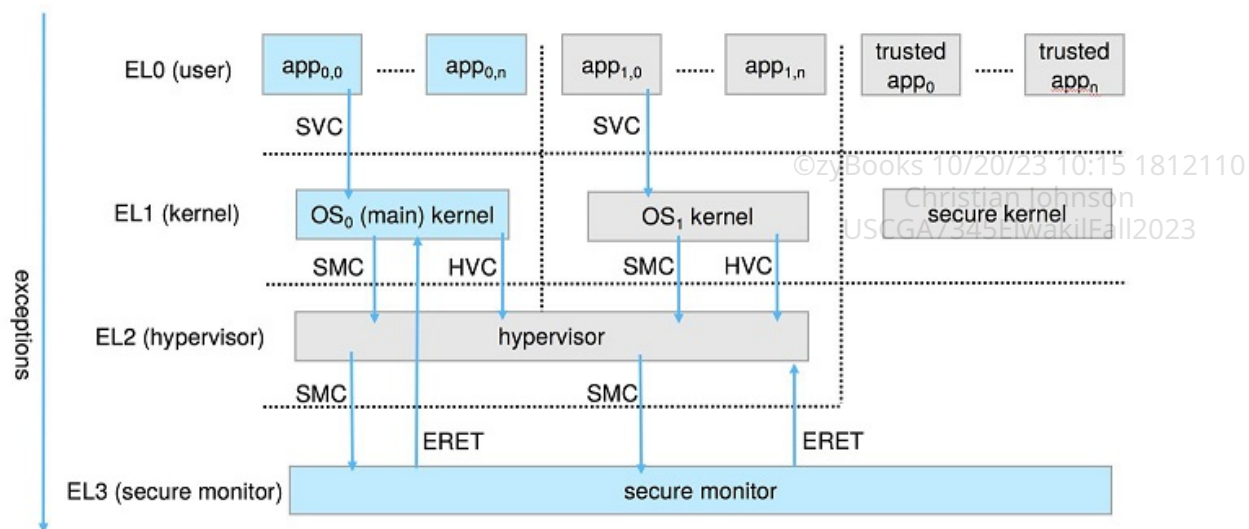 EL0 (user)
app0,0 ........ app0,n
app1,0 ........ app1,n
trusted app0 ........ trusted appn
SVC
SVC
©zyBooks 10/20/23 10:15 1812110
Christian Johnson
USCGA7345ElwakilFall2023
EL1 (kernel)
OS0 (main) kernel
OS1 kernel
secure kernel
SMC
HVC
SMC
HVC
exceptions
EL2 (hypervisor)
hypervisor
SMC
SMC
ERET
ERET
EL3 (secure monitor)
secure monitor